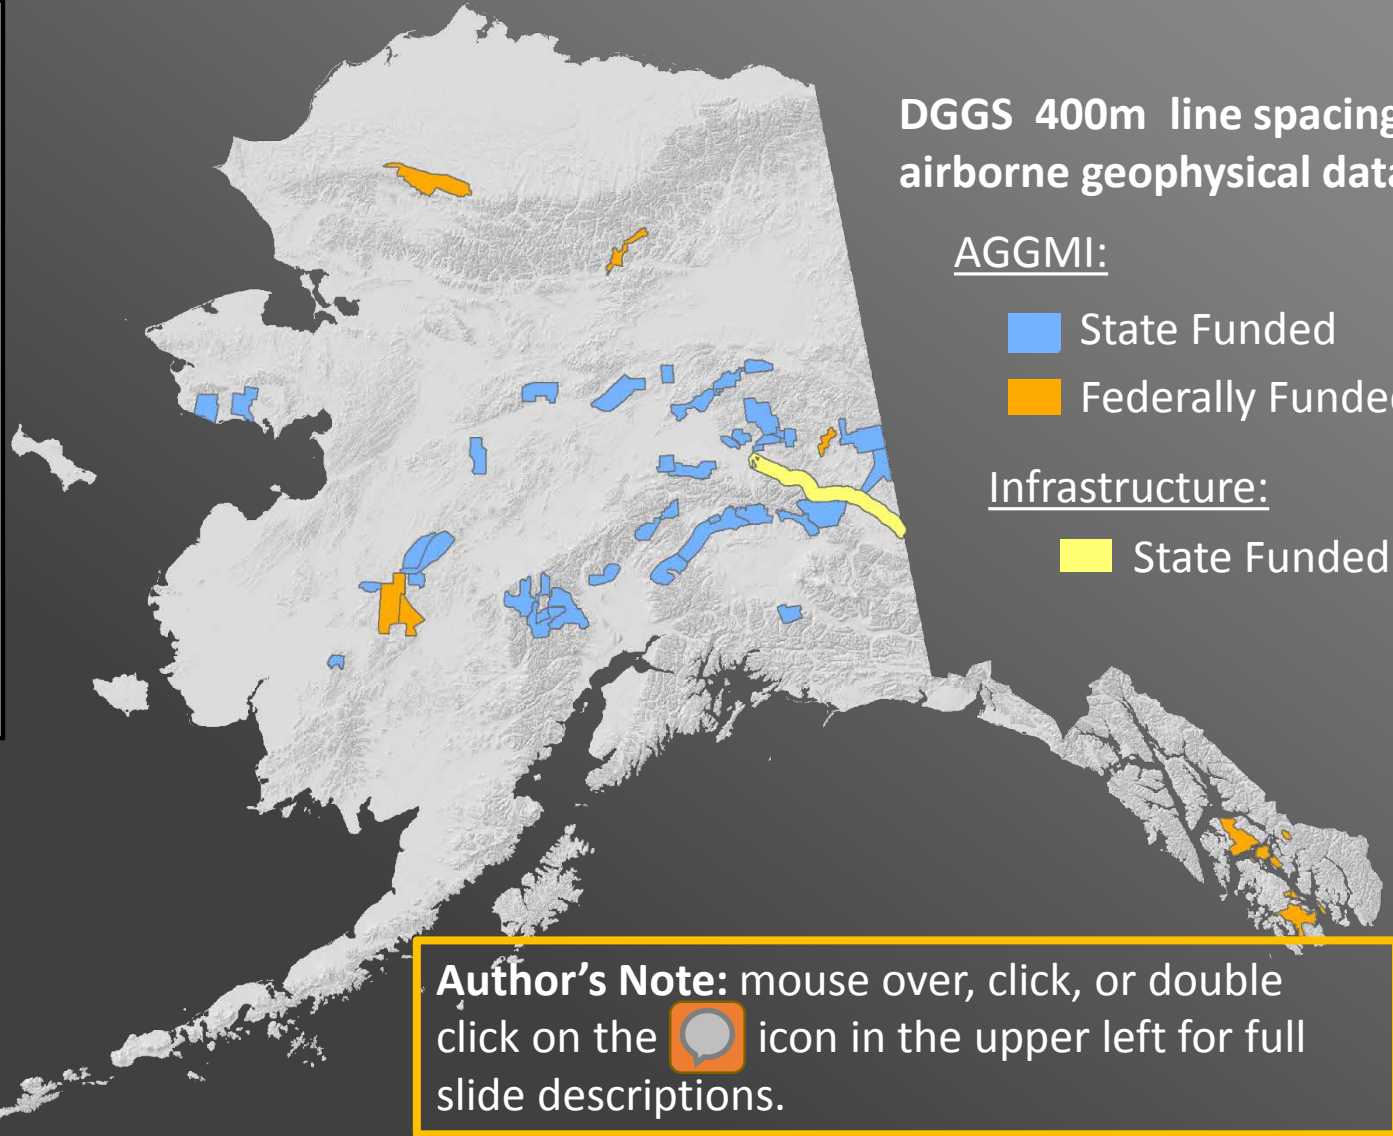 DGGS 400m line spacing
airborne geophysical data
AGGMI:
State Funded
Federally Funde
Infrastructure:
State Funded
Author's Note: mouse over, click, or double
click on the icon in the upper left for full
slide descriptions.